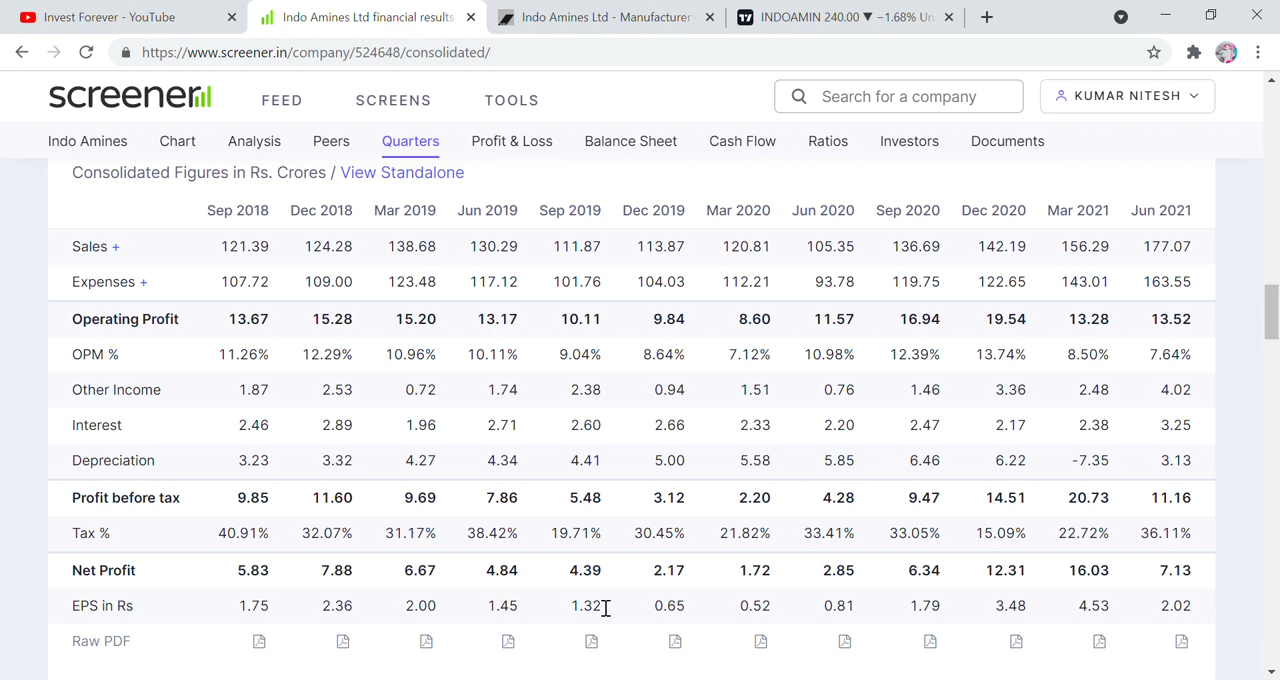 Invest Forever - YouTube
Indo Amines Ltd financial results
Indo Amines Ltd - Manufacturer
INDOAMIN 240.00 ▼ −1.68% Un
https://www.screener.in/company/524648/consolidated/
screener
FEED SCREENS TOOLS
Search for a company
KUMAR NITESH
Indo Amines Chart Analysis Peers Quarters Profit & Loss Balance Sheet Cash Flow Ratios Investors Documents
Consolidated Figures in Rs. Crores / View Standalone
Sep 2018 Dec 2018 Mar 2019 Jun 2019 Sep 2019 Dec 2019 Mar 2020 Jun 2020 Sep 2020 Dec 2020 Mar 2021 Jun 2021
Sales + 121.39 124.28 138.68 130.29 111.87 113.87 120.81 105.35 136.69 142.19 156.29 177.07
Expenses + 107.72 109.00 123.48 117.12 101.76 104.03 112.21 93.78 119.75 122.65 143.01 163.55
Operating Profit 13.67 15.28 15.20 13.17 10.11 9.84 8.60 11.57 16.94 19.54 13.28 13.52
OPM % 11.26% 12.29% 10.96% 10.11% 9.04% 8.64% 7.12% 10.98% 12.39% 13.74% 8.50% 7.64%
Other Income 1.87 2.53 0.72 1.74 2.38 0.94 1.51 0.76 1.46 3.36 2.48 4.02
Interest 2.46 2.89 1.96 2.71 2.60 2.66 2.33 2.20 2.47 2.17 2.38 3.25
Depreciation 3.23 3.32 4.27 4.34 4.41 5.00 5.58 5.85 6.46 6.22 -7.35 3.13
Profit before tax 9.85 11.60 9.69 7.86 5.48 3.12 2.20 4.28 9.47 14.51 20.73 11.16
Tax % 40.91% 32.07% 31.17% 38.42% 19.71% 30.45% 21.82% 33.41% 33.05% 15.09% 22.72% 36.11%
Net Profit 5.83 7.88 6.67 4.84 4.39 2.17 1.72 2.85 6.34 12.31 16.03 7.13
EPS in Rs 1.75 2.36 2.00 1.45 1.32 0.65 0.52 0.81 1.79 3.48 4.53 2.02
Raw PDF